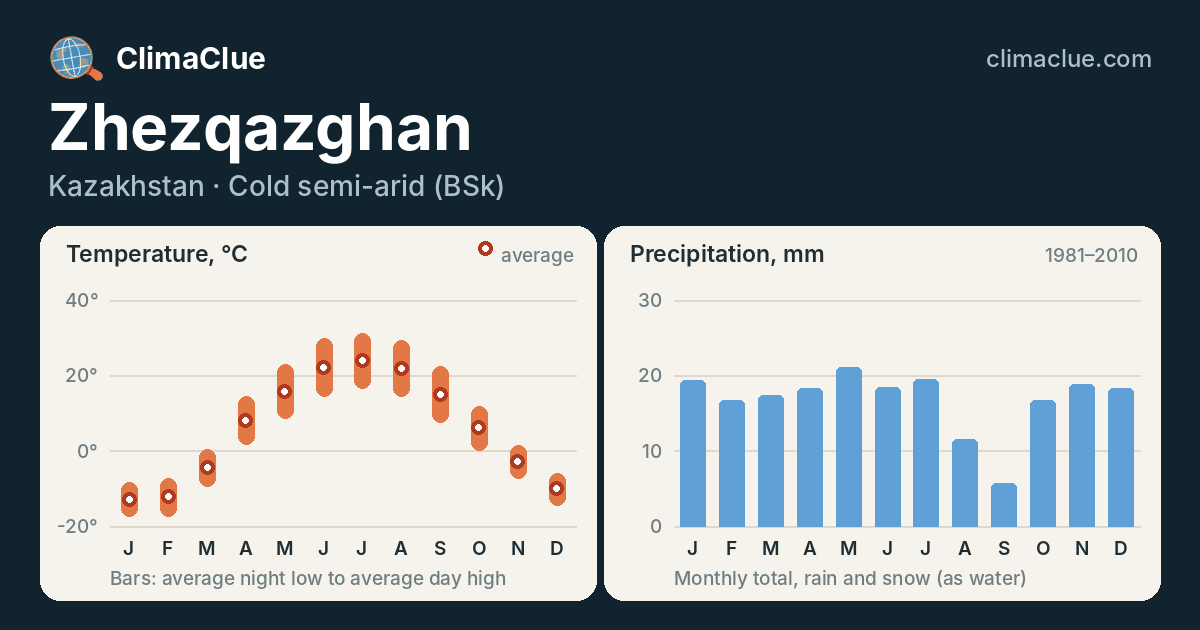 ClimaClue
climaclue.com
Zhezqazghan
Kazakhstan · Cold semi-arid (BSk)
Temperature, °C
average
40°
20°
0°
-20°
J F M A M J J A S O N D
Bars: average night low to average day high
Precipitation, mm
1981–2010
30
20
10
0
J F M A M J J A S O N D
Monthly total, rain and snow (as water)